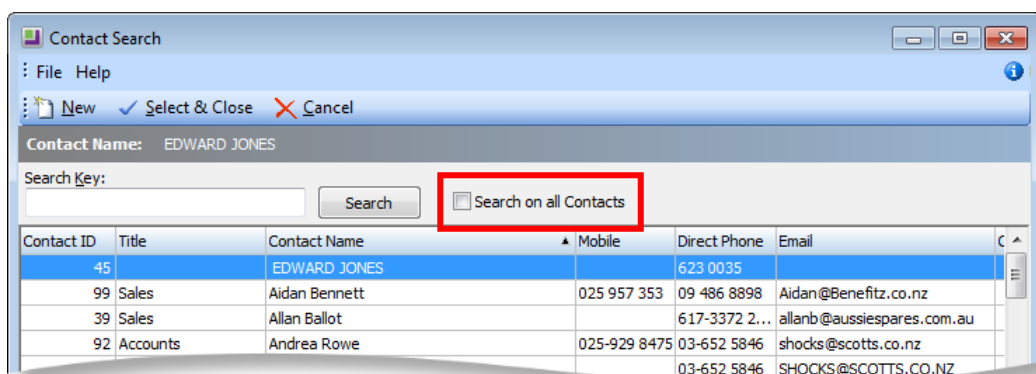 Contact Search
File Help
New Select & Close Cancel
Contact Name: EDWARD JONES
Search Key:
Search Search on all Contacts
Contact ID Title Contact Name Mobile Direct Phone Email C
45 EDWARD JONES 623 0035
99 Sales Aidan Bennett 025 957 353 09 486 8898 Aidan@Benefitz.co.nz
39 Sales Allan Ballot 617-3372 2... allanb@aussiespares.com.au
92 Accounts Andrea Rowe 025-929 8475 03-652 5846 shocks@scotts.co.nz
03-652 5846 SHOCKS@SCOTTS.CO.NZ